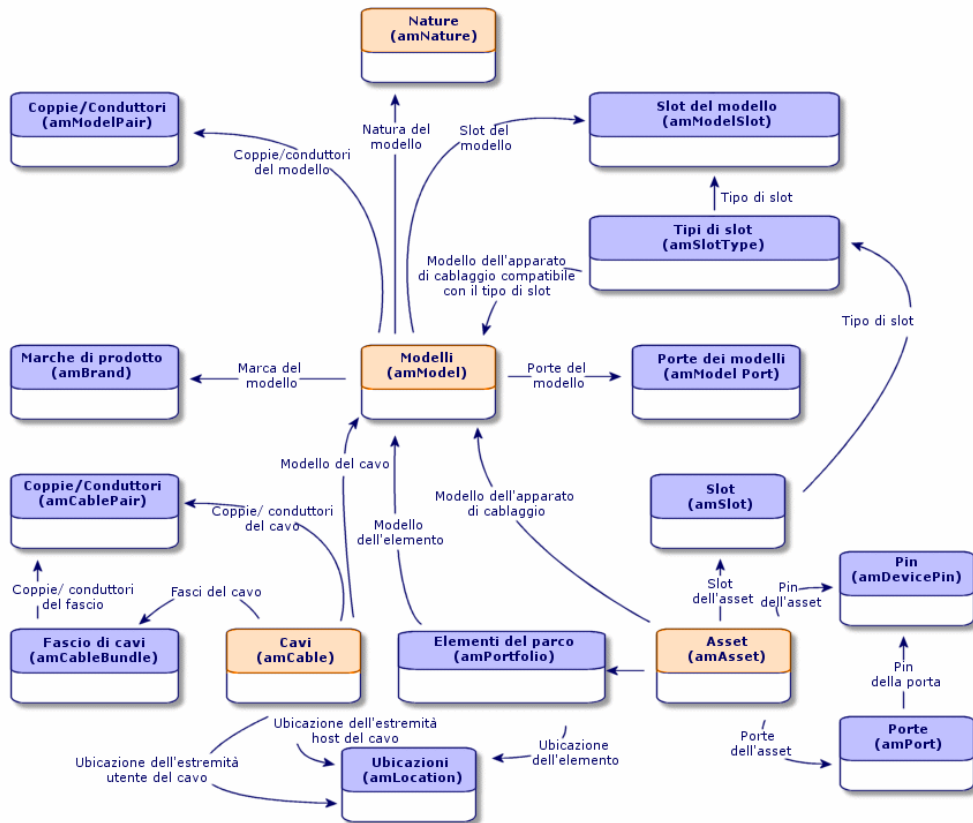 Nature
(amNature)
Coppie/Conduttori
(amModelPair)
Slot del modello
(amModelSlot)
Natura del
modello
Slot del
modello
Coppie/conduttori
del modello
Tipo di slot
Tipi di slot
(amSlotType)
Modello dell'apparato
di cablaggio compatibile
con il tipo di slot
Tipo di slot
Marche di prodotto
(amBrand)
Marca del
modello
Modelli
(amModel)
Porte del
modello
Porte dei modelli
(amModel Port)
Modello del cavo
Coppie/Conduttori
(amCablePair)
Coppie/ conduttori
del cavo
Modello
dell'elemento
Modello dell'apparato
di cablaggio
Slot
(amSlot)
Pin
(amDevicePin)
Coppie/ conduttori
del fascio
Fasci del cavo
Slot
dell'asset
Pin
dell'asset
Fascio di cavi
(amCableBundle)
Cavi
(amCable)
Elementi del parco
(amPortfolio)
Asset
(amAsset)
Pin
della porta
Ubicazione dell'estremità
host del cavo
Ubicazione dell'estremità
utente del cavo
Ubicazioni
(amLocation)
Ubicazione
dell'elemento
Porte
dell'asset
Porte
(amPort)